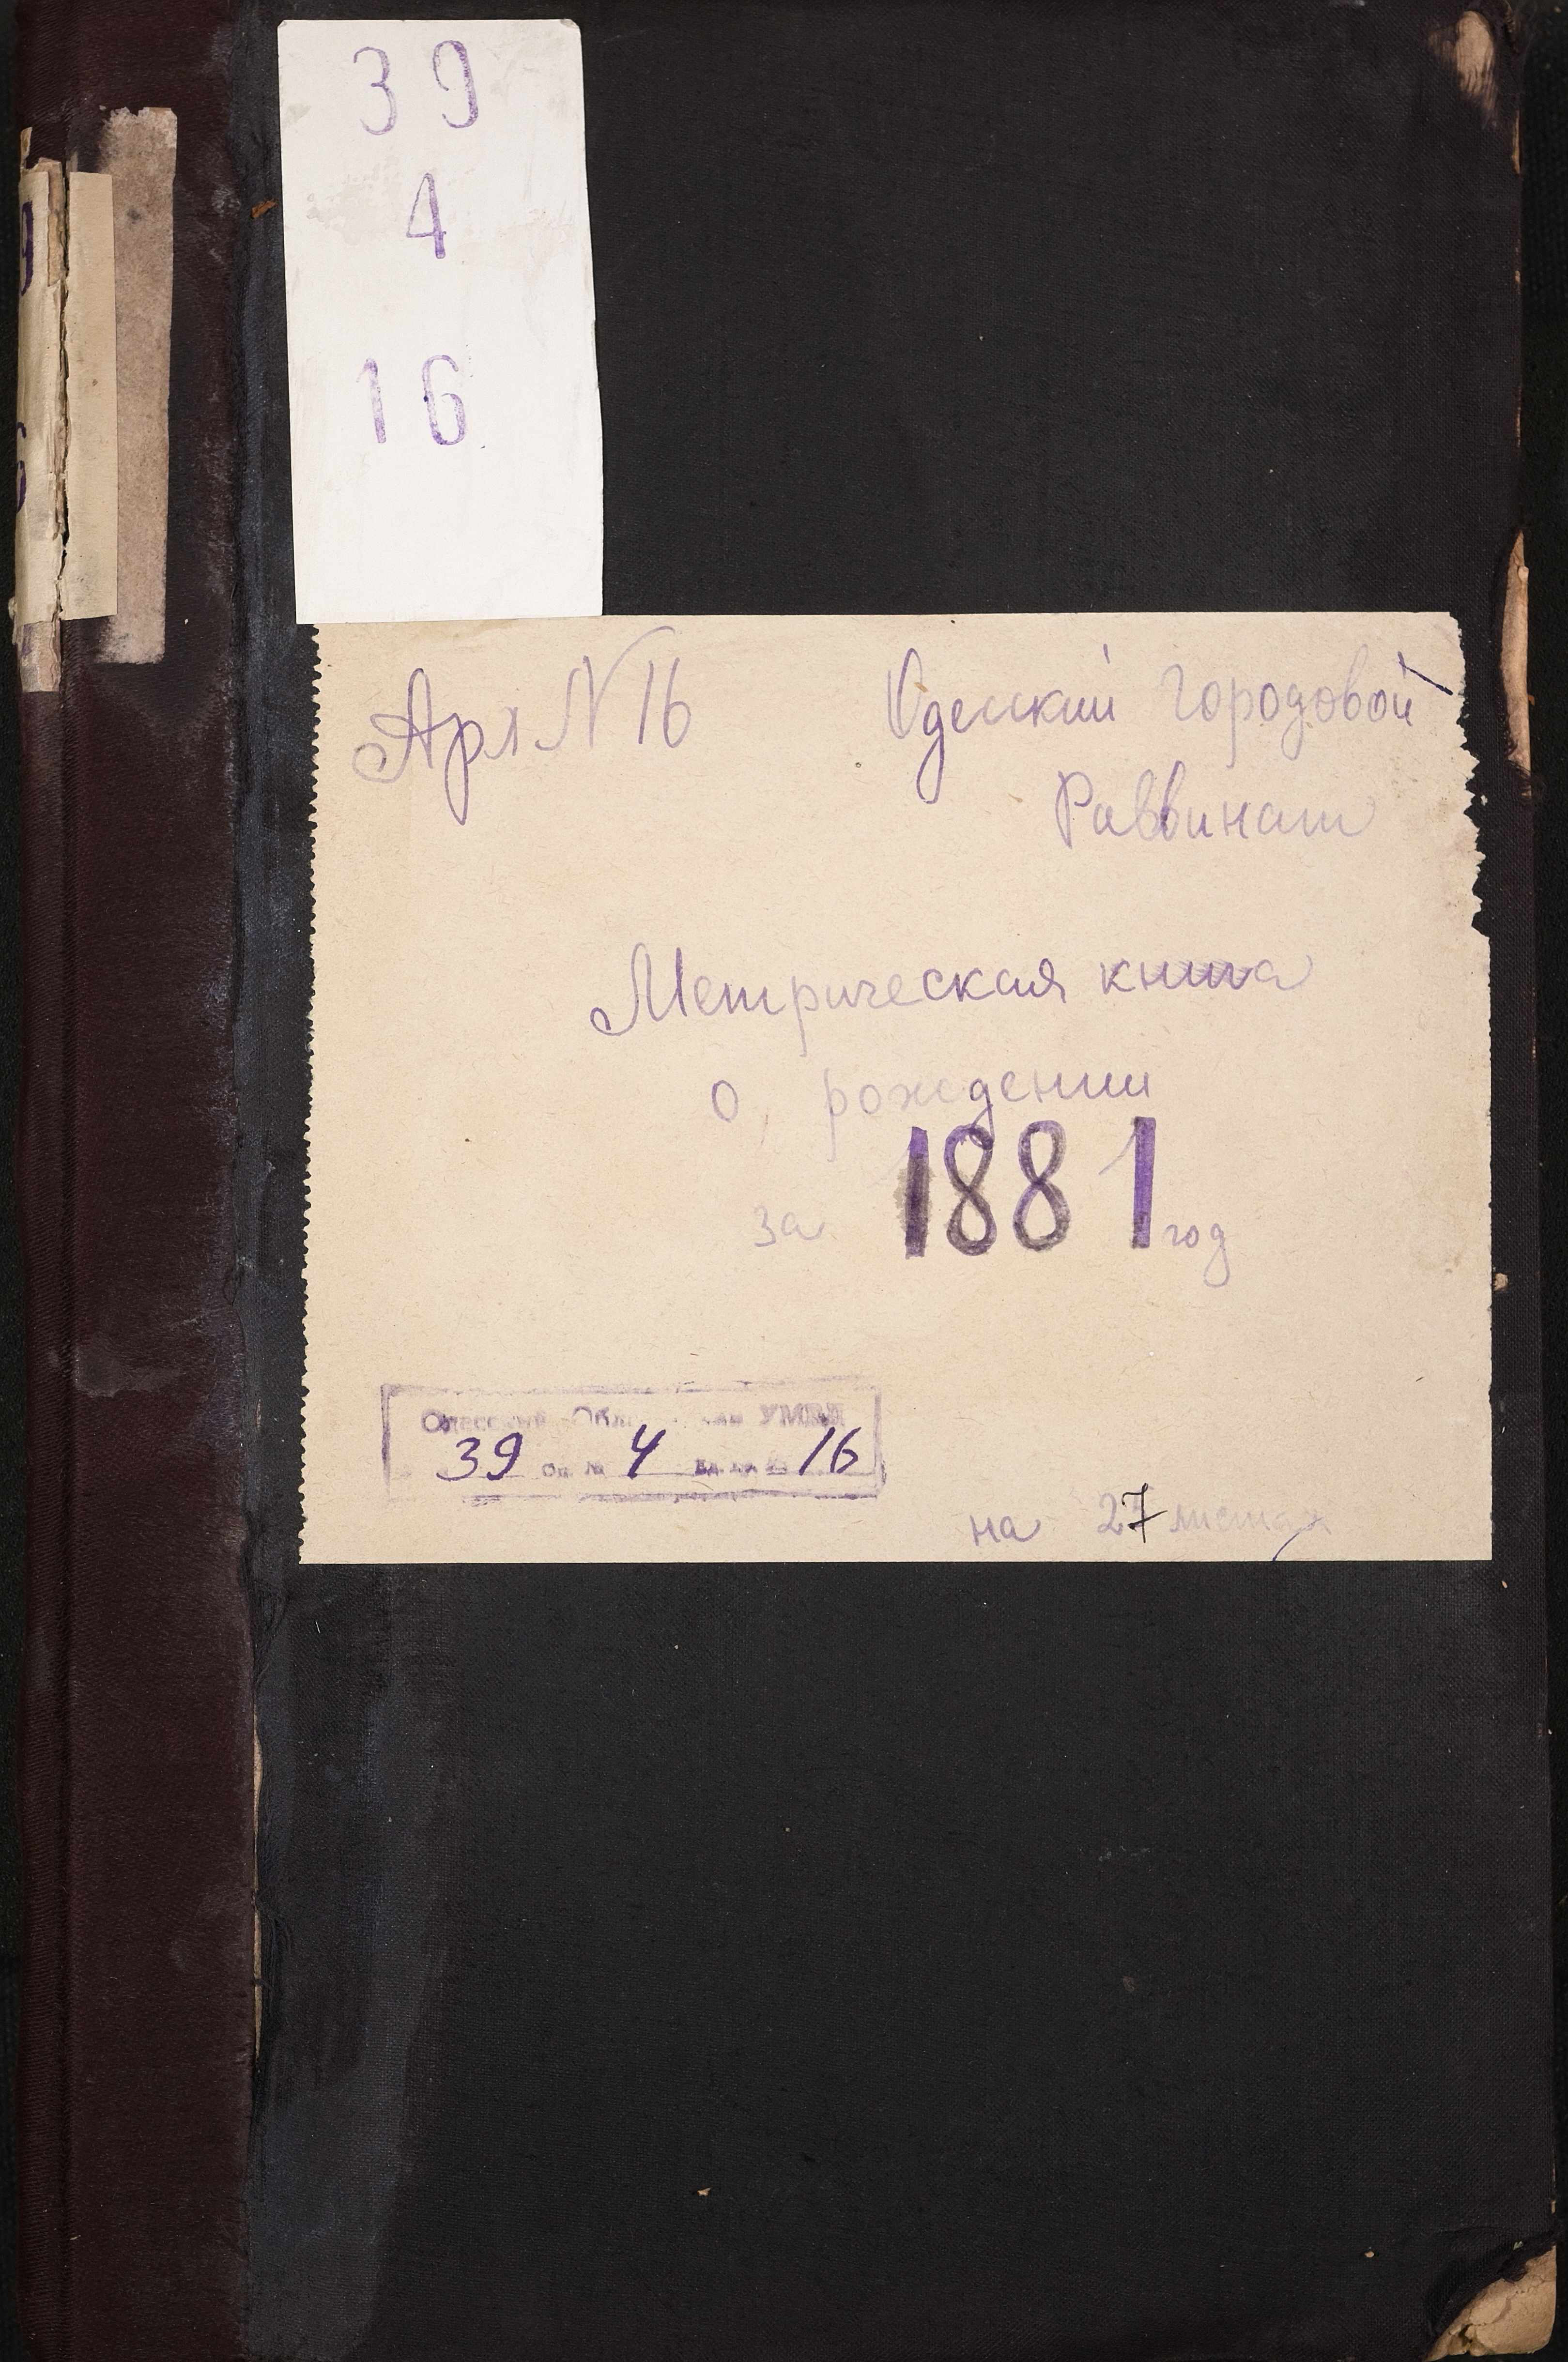 39
4
16
Арх N 16
Одесский городовой
Раввинат
Метрическая книга
о рождении
за 1881 год
УМВД
39 Оп. № 4 Ед. хр. № 16
на 27 листах